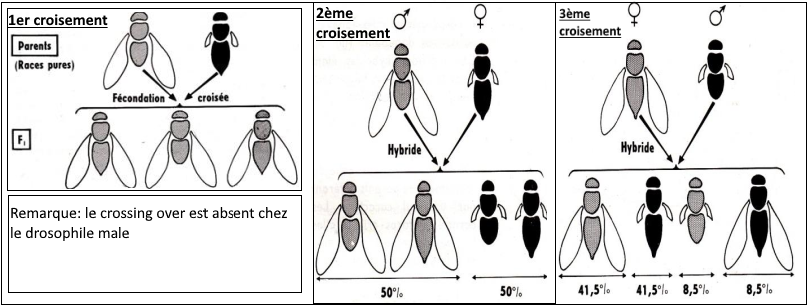 1er croisement
Parents
(Races pures)
Fécondation croisée
F₁
Remarque: le crossing over est absent chez
le drosophile male
2ème
croisement
♂ ♀
Hybride
50% 50%
3ème
croisement
♀ ♂
Hybride
41,5% 41,5% 8,5% 8,5%